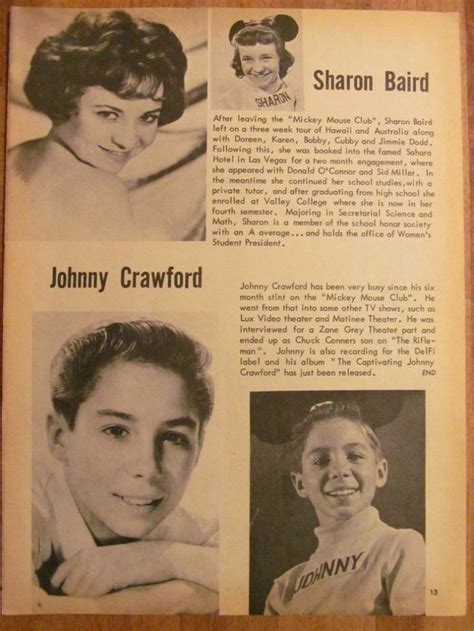 SHARON
Sharon Baird
After leaving the "Mickey Mouse Club", Sharon Baird
left on a three week tour of Hawaii and Australia along
with Doreen, Karen, Bobby, Cubby and Jimmie Dodd.
Following this, she was booked into the famed Sahara
Hotel in Las Vegas for a two month engagement, where
she appeared with Donald O'Connor and Sid Miller. In
the meantime she continued her school studies, with a
private tutor, and after graduating from high school she
enrolled at Valley College where she is now in her
fourth semester. Majoring in Secretarial Science and
Math, Sharon is a member of the school honor society
with an A average...and holds the office of Women's
Student President.
Johnny Crawford
Johnny Crawford has been very busy since his six
month stint on the "Mickey Mouse Club". He
went from that into some other TV shows, such as
Lux Video theater and Matinee Theater. He was
interviewed for a Zane Grey Theater part and
ended up as Chuck Conners son on "The Rifle-
man". Johnny is also recording for the DelFi
label and his album "The Captivating Johnny
Crawford" has just been released. END
JOHNNY
13